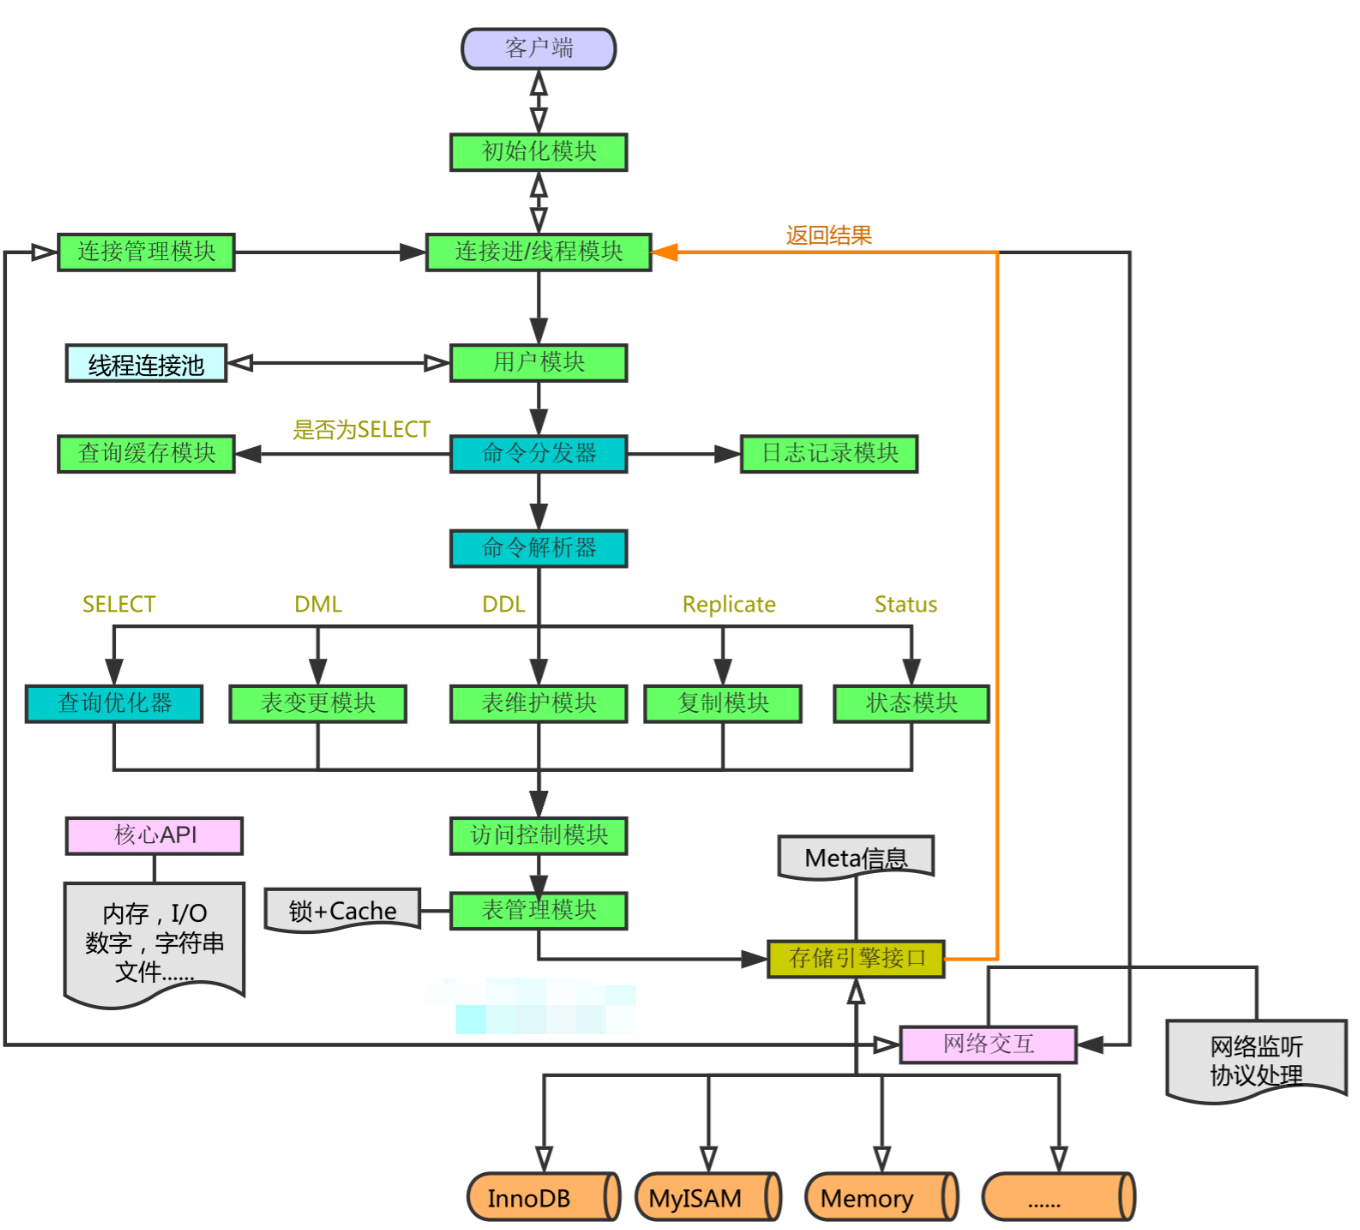 客户端
初始化模块
返回结果
连接管理模块
连接进/线程模块
线程连接池
用户模块
是否为SELECT
查询缓存模块
命令分发器
日志记录模块
命令解析器
SELECT
DML
DDL
Replicate
Status
查询优化器
表变更模块
表维护模块
复制模块
状态模块
核心API
访问控制模块
Meta信息
内存，I/O
数字，字符串
文件......
锁+Cache
表管理模块
存储引擎接口
网络交互
网络监听
协议处理
InnoDB
MyISAM
Memory
......